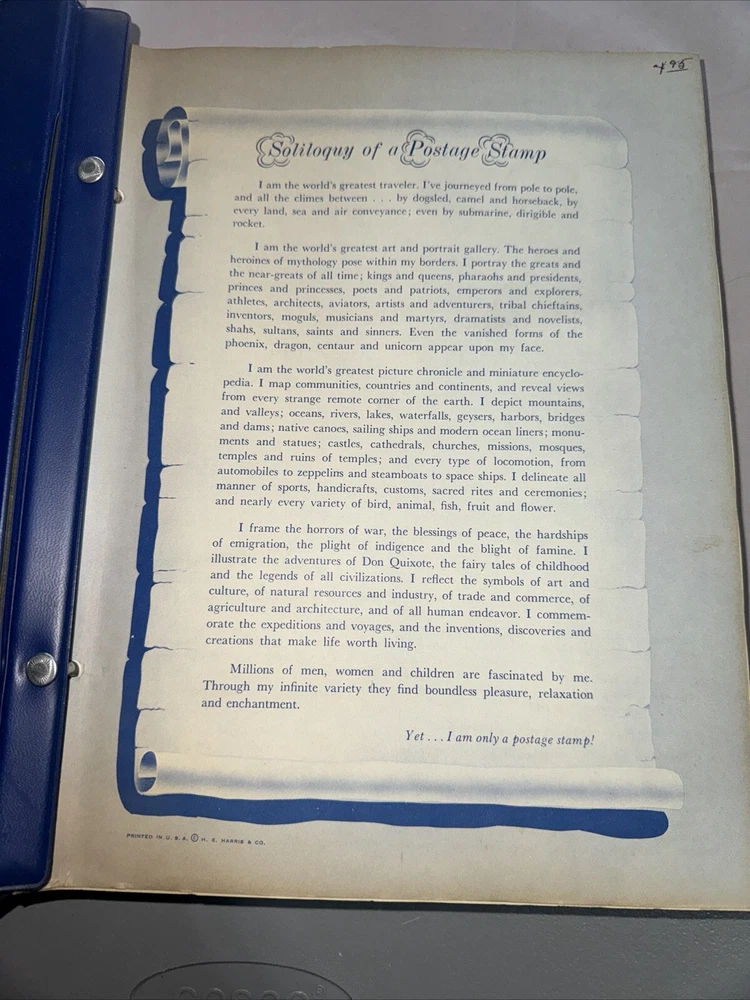 4 95
Soliloquy of a Postage Stamp
I am the world's greatest traveler. I've journeyed from pole to pole,
and all the climes between . . . by dogsled, camel and horseback, by
every land, sea and air conveyance; even by submarine, dirigible and
rocket.
I am the world's greatest art and portrait gallery. The heroes and
heroines of mythology pose within my borders. I portray the greats and
the near-greats of all time; kings and queens, pharaohs and presidents,
princes and princesses, poets and patriots, emperors and explorers,
athletes, architects, aviators, artists and adventurers, tribal chieftains,
inventors, moguls, musicians and martyrs, dramatists and novelists,
shahs, sultans, saints and sinners. Even the vanished forms of the
phoenix, dragon, centaur and unicorn appear upon my face.
I am the world's greatest picture chronicle and miniature encyclo-
pedia. I map communities, countries and continents, and reveal views
from every strange remote corner of the earth. I depict mountains,
and valleys; oceans, rivers, lakes, waterfalls, geysers, harbors, bridges
and dams; native canoes, sailing ships and modern ocean liners; monu-
ments and statues; castles, cathedrals, churches, missions, mosques,
temples and ruins of temples; and every type of locomotion, from
automobiles to zeppelins and steamboats to space ships. I delineate all
manner of sports, handicrafts, customs, sacred rites and ceremonies;
and nearly every variety of bird, animal, fish, fruit and flower.
I frame the horrors of war, the blessings of peace, the hardships
of emigration, the plight of indigence and the blight of famine. I
illustrate the adventures of Don Quixote, the fairy tales of childhood
and the legends of all civilizations. I reflect the symbols of art and
culture, of natural resources and industry, of trade and commerce, of
agriculture and architecture, and of all human endeavor. I commem-
orate the expeditions and voyages, and the inventions, discoveries and
creations that make life worth living.
Millions of men, women and children are fascinated by me.
Through my infinite variety they find boundless pleasure, relaxation
and enchantment.
Yet . . . I am only a postage stamp!
PRINTED IN U. S. A. © H. E. HARRIS & CO.